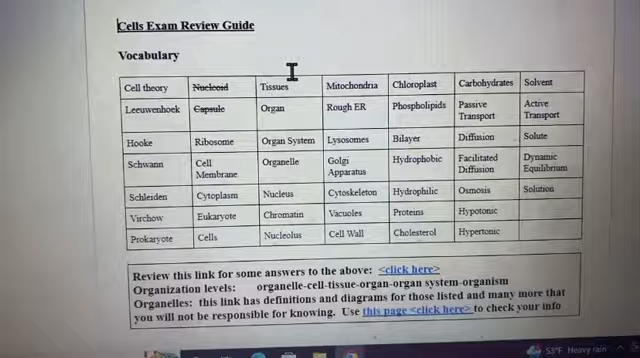 Cells Exam Review Guide
Vocabulary
Cell theory Nucleoid Tissues Mitochondria Chloroplast Carbohydrates Solvent
Leeuwenhoek Capsule Organ Rough ER Phospholipids Passive Transport Active Transport
Hooke Ribosome Organ System Lysosomes Bilayer Diffusion Solute
Schwann Cell Membrane Organelle Golgi Apparatus Hydrophobic Facilitated Diffusion Dynamic Equilibrium
Schleiden Cytoplasm Nucleus Cytoskeleton Hydrophilic Osmosis Solution
Virchow Eukaryote Chromatin Vacuoles Proteins Hypotonic
Prokaryote Cells Nucleolus Cell Wall Cholesterol Hypertonic
Review this link for some answers to the above: <click here>
Organization levels: organelle-cell-tissue-organ-organ system-organism
Organelles: this link has definitions and diagrams for those listed and many more that
you will not be responsible for knowing. Use this page <click here> to check your info
53°F Heavy rain